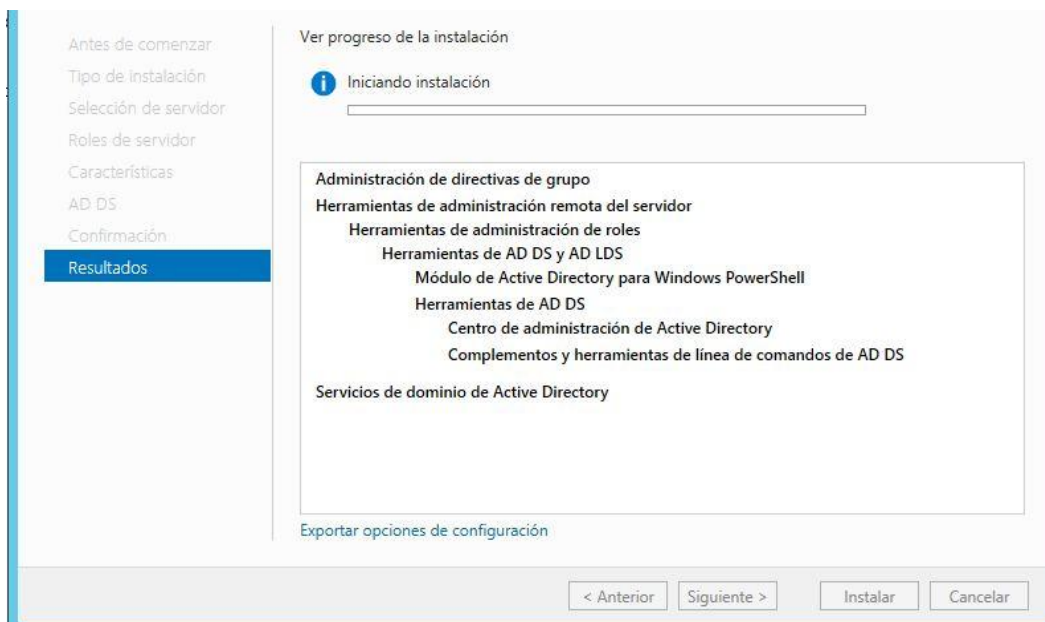 Antes de comenzar
Tipo de instalación
Selección de servidor
Roles de servidor
Características
AD DS
Confirmación
Resultados
Ver progreso de la instalación
Iniciando instalación
Administración de directivas de grupo
Herramientas de administración remota del servidor
Herramientas de administración de roles
Herramientas de AD DS y AD LDS
Módulo de Active Directory para Windows PowerShell
Herramientas de AD DS
Centro de administración de Active Directory
Complementos y herramientas de línea de comandos de AD DS
Servicios de dominio de Active Directory
Exportar opciones de configuración
< Anterior Siguiente > Instalar Cancelar